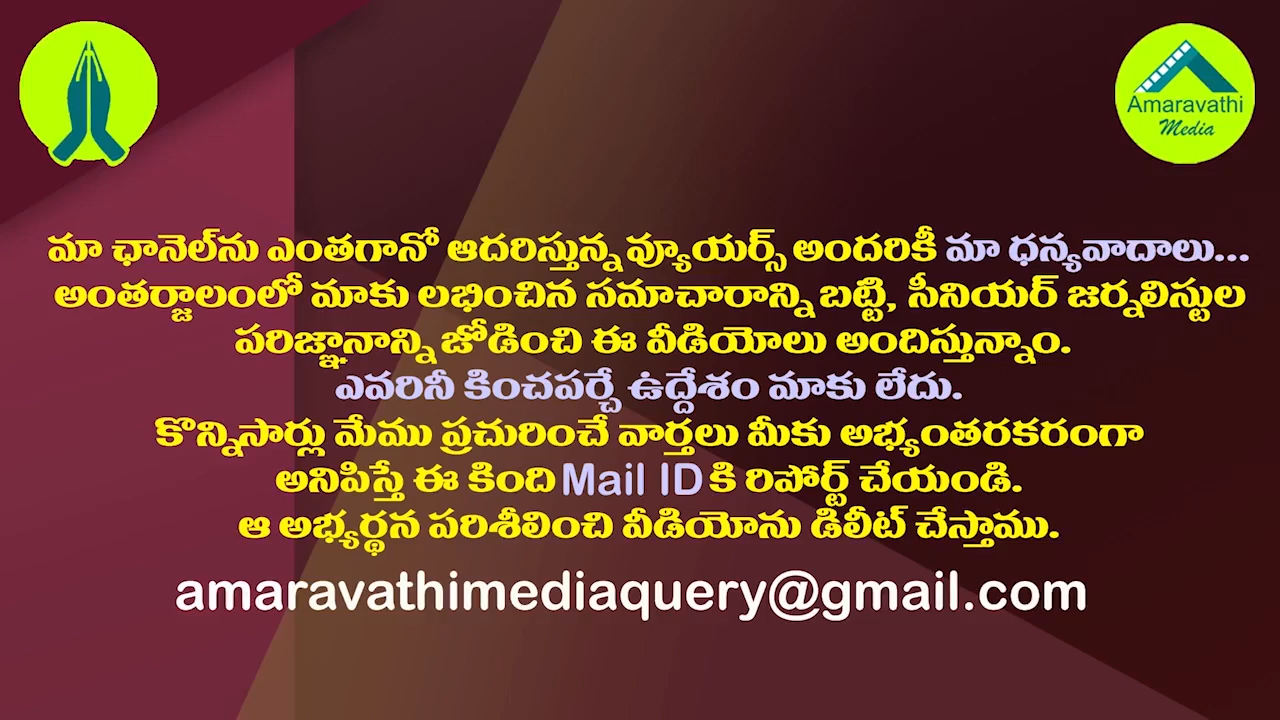 Amaravathi
Media
మా ఛానెల్‌ను ఎంతగానో ఆదరిస్తున్న వ్యూయర్స్ అందరికీ మా ధన్యవాదాలు...
అంతర్జాలంలో మాకు లభించిన సమాచారాన్ని బట్టి, సీనియర్ జర్నలిస్టుల
పరిజ్ఞానాన్ని జోడించి ఈ వీడియోలు అందిస్తున్నాం.
ఎవరినీ కించపర్చే ఉద్దేశం మాకు లేదు.
కొన్నిసార్లు మేము ప్రచురించే వార్తలు మీకు అభ్యంతరకరంగా
అనిపిస్తే ఈ కింది Mail ID కి రిపోర్ట్ చేయండి.
ఆ అభ్యర్థన పరిశీలించి వీడియోను డిలీట్ చేస్తాము.
amaravathimediaquery@gmail.com